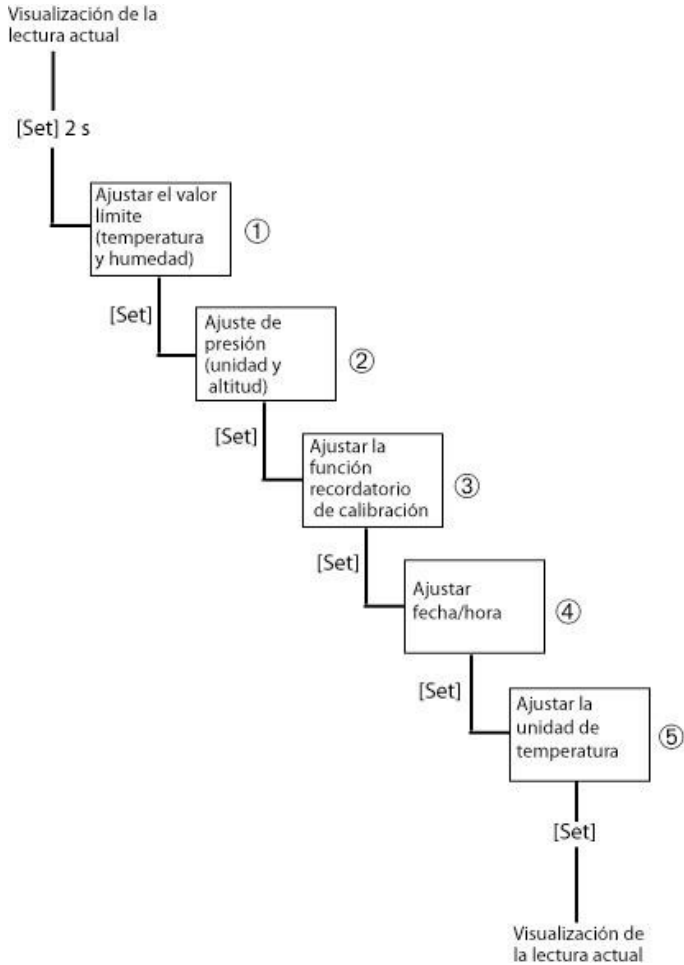 Visualización de la
lectura actual
[Set] 2 s
Ajustar el valor
límite
(temperatura
y humedad)
①
[Set]
Ajuste de
presión
(unidad y
altitud)
②
[Set]
Ajustar la
función
recordatorio
de calibración
③
[Set]
Ajustar
fecha/hora
④
[Set]
Ajustar la
unidad de
temperatura
⑤
[Set]
Visualización de
la lectura actual